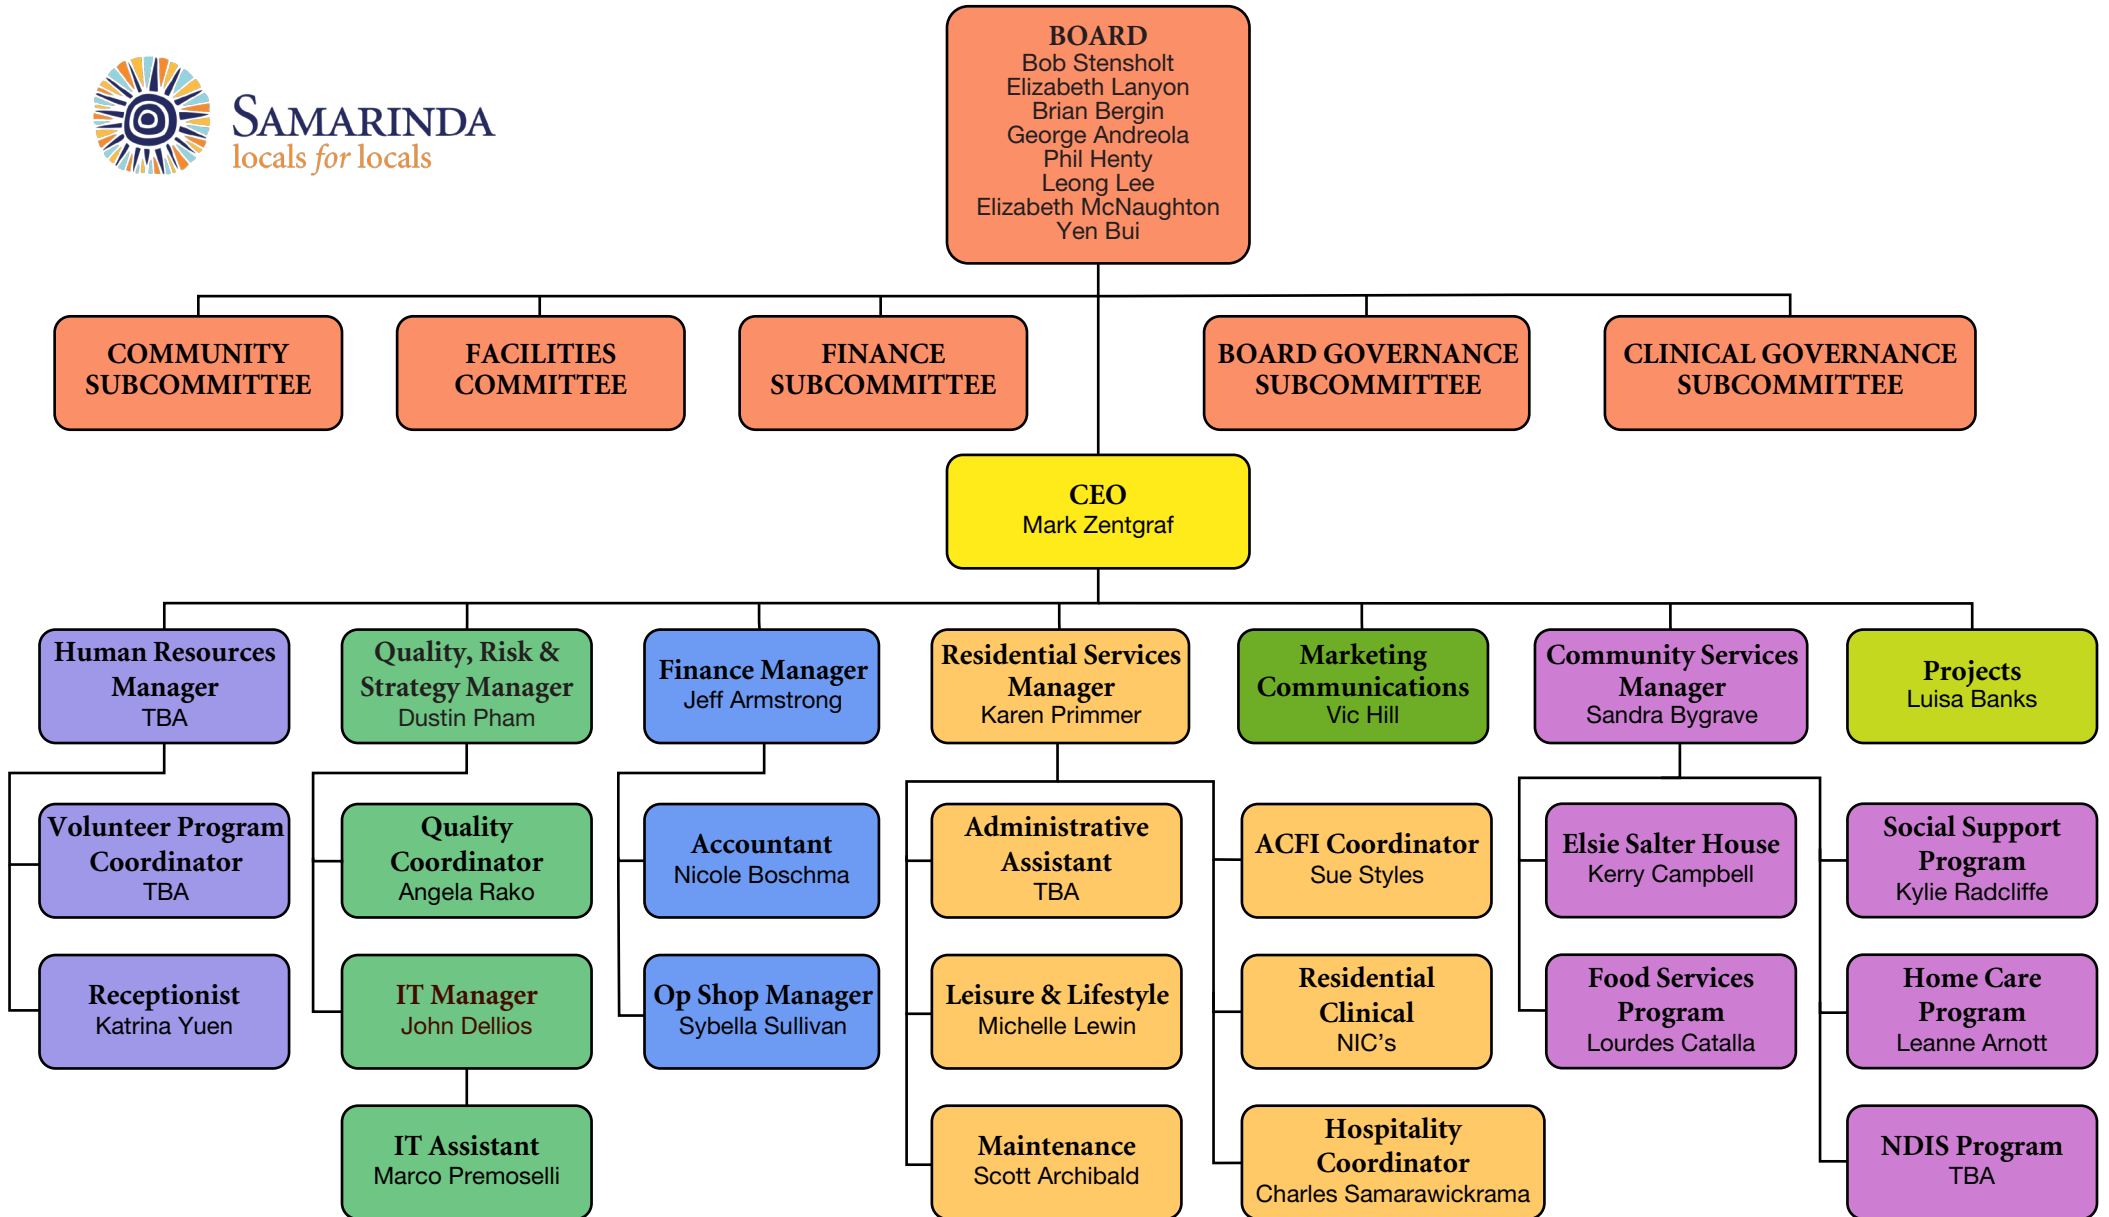 SAMARINDA
locals for locals
BOARD
Bob Stensholt
Elizabeth Lanyon
Brian Bergin
George Andreola
Phil Henty
Leong Lee
Elizabeth McNaughton
Yen Bui
COMMUNITY
SUBCOMMITTEE
FACILITIES
COMMITTEE
FINANCE
SUBCOMMITTEE
BOARD GOVERNANCE
SUBCOMMITTEE
CLINICAL GOVERNANCE
SUBCOMMITTEE
CEO
Mark Zentgraf
Human Resources
Manager
TBA
Quality, Risk &
Strategy Manager
Dustin Pham
Finance Manager
Jeff Armstrong
Residential Services
Manager
Karen Primmer
Marketing
Communications
Vic Hill
Community Services
Manager
Sandra Bygrave
Projects
Luisa Banks
Volunteer Program
Coordinator
TBA
Quality
Coordinator
Angela Rako
Accountant
Nicole Boschma
Administrative
Assistant
TBA
ACFI Coordinator
Sue Styles
Elsie Salter House
Kerry Campbell
Social Support
Program
Kylie Radcliffe
Receptionist
Katrina Yuen
IT Manager
John Dellios
Op Shop Manager
Sybella Sullivan
Leisure & Lifestyle
Michelle Lewin
Residential
Clinical
NIC's
Food Services
Program
Lourdes Catalla
Home Care
Program
Leanne Arnott
IT Assistant
Marco Premoselli
Maintenance
Scott Archibald
Hospitality
Coordinator
Charles Samarawickrama
NDIS Program
TBA